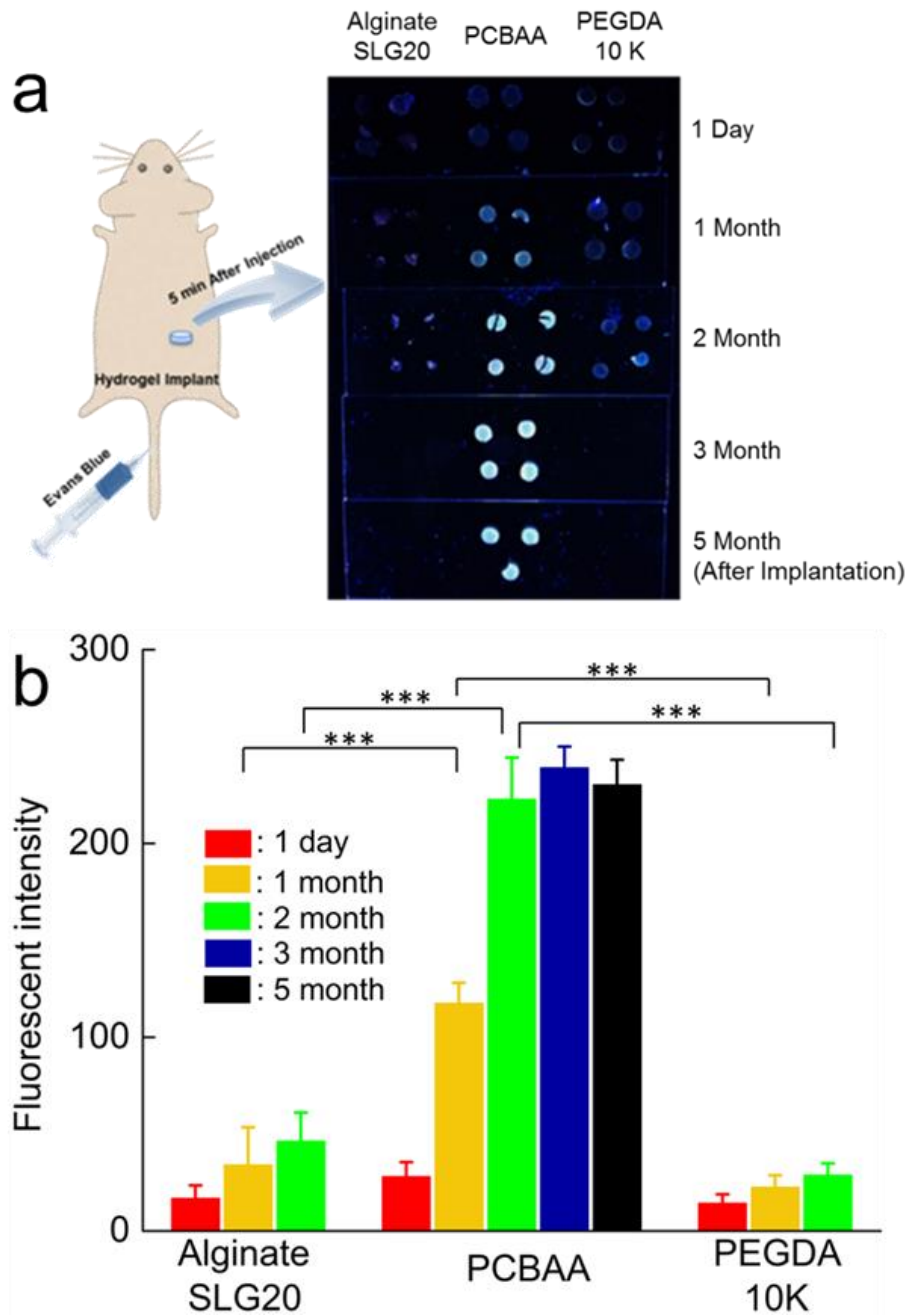 a
Alginate
SLG20
PCBAA
PEGDA
10 K
1 Day
1 Month
2 Month
3 Month
5 Month
(After Implantation)
5 min After Injection
Hydrogel Implant
Evans Blue
b
300
200
100
0
Fluorescent intensity
***
***
***
***
: 1 day
: 1 month
: 2 month
: 3 month
: 5 month
Alginate
SLG20
PCBAA
PEGDA
10K